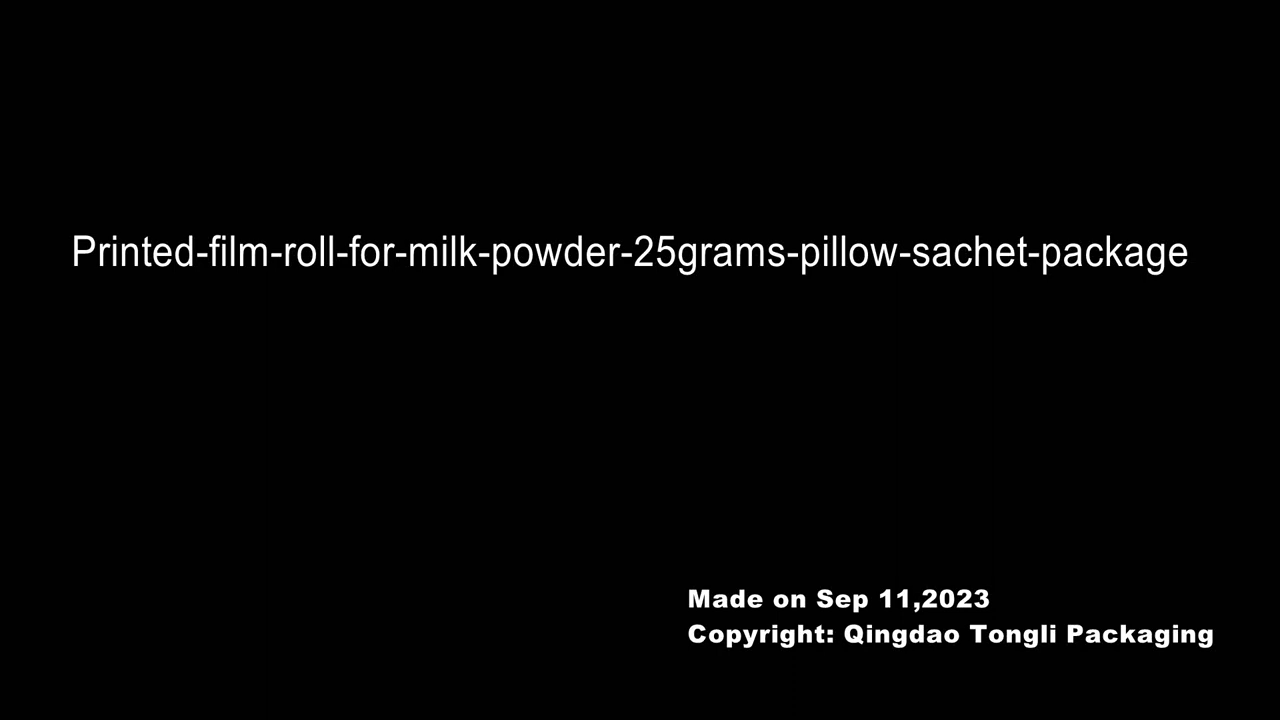 Printed-film-roll-for-milk-powder-25grams-pillow-sachet-package
Made on Sep 11,2023
Copyright: Qingdao Tongli Packaging